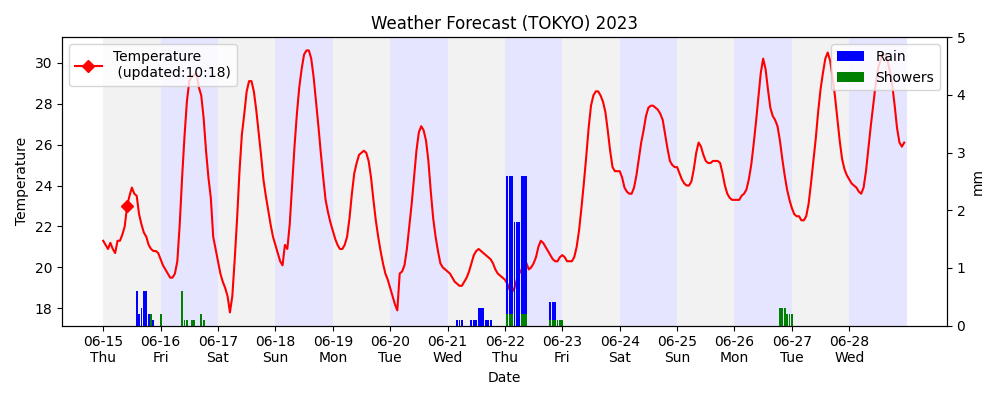 Weather Forecast (TOKYO) 2023
Temperature
(updated:10:18)
Rain
Showers
Temperature
30
28
26
24
22
20
18
5
4
3
2
1
0
mm
06-15 06-16 06-17 06-18 06-19 06-20 06-21 06-22 06-23 06-24 06-25 06-26 06-27 06-28
Thu Fri Sat Sun Mon Tue Wed Thu Fri Sat Sun Mon Tue Wed
Date